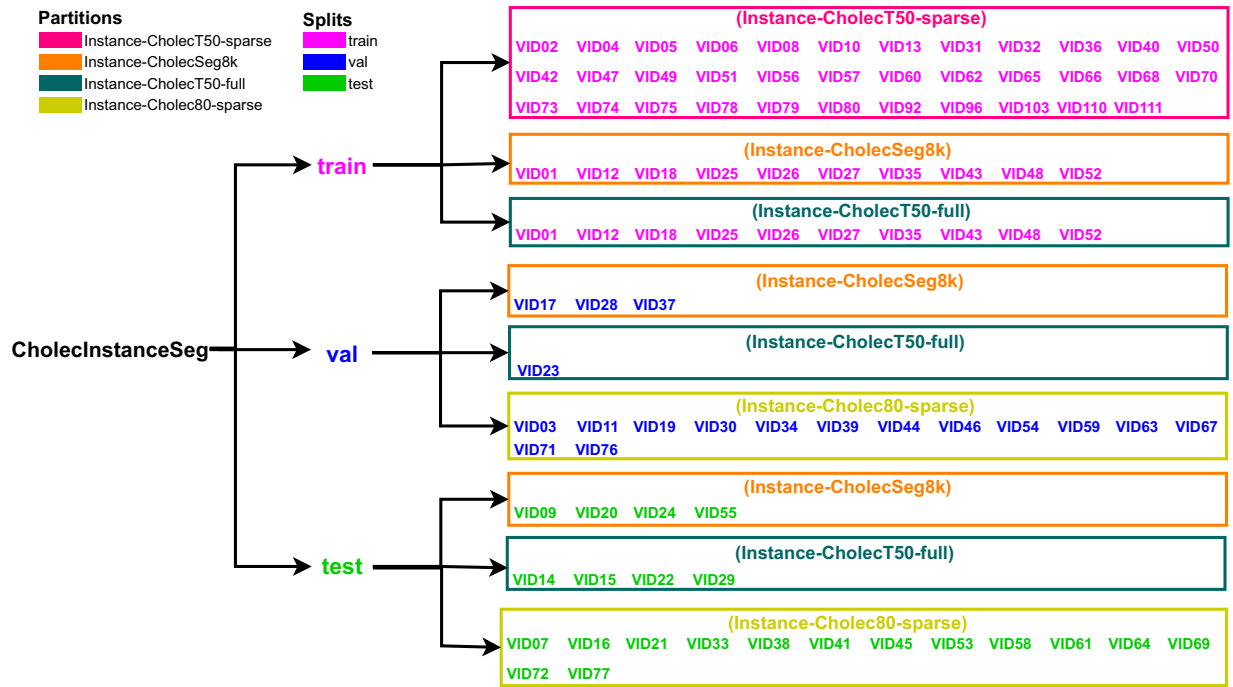 Partitions
Instance-CholecT50-sparse
Instance-CholecSeg8k
Instance-CholecT50-full
Instance-Cholec80-sparse
Splits
train
val
test
CholecInstanceSeg
train
(Instance-CholecT50-sparse)
VID02 VID04 VID05 VID06 VID08 VID10 VID13 VID31 VID32 VID36 VID40 VID50
VID42 VID47 VID49 VID51 VID56 VID57 VID60 VID62 VID65 VID66 VID68 VID70
VID73 VID74 VID75 VID78 VID79 VID80 VID92 VID96 VID103 VID110 VID111
(Instance-CholecSeg8k)
VID01 VID12 VID18 VID25 VID26 VID27 VID35 VID43 VID48 VID52
(Instance-CholecT50-full)
VID01 VID12 VID18 VID25 VID26 VID27 VID35 VID43 VID48 VID52
val
(Instance-CholecSeg8k)
VID17 VID28 VID37
(Instance-CholecT50-full)
VID23
(Instance-Cholec80-sparse)
VID03 VID11 VID19 VID30 VID34 VID39 VID44 VID46 VID54 VID59 VID63 VID67
VID71 VID76
test
(Instance-CholecSeg8k)
VID09 VID20 VID24 VID55
(Instance-CholecT50-full)
VID14 VID15 VID22 VID29
(Instance-Cholec80-sparse)
VID07 VID16 VID21 VID33 VID38 VID41 VID45 VID53 VID58 VID61 VID64 VID69
VID72 VID77